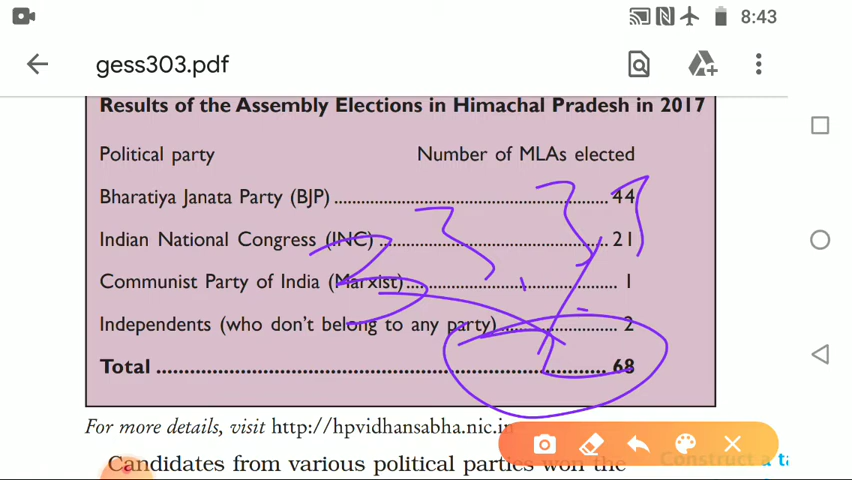 8:43
gess303.pdf
Results of the Assembly Elections in Himachal Pradesh in 2017
Political party Number of MLAs elected
Bharatiya Janata Party (BJP) ................................................ 44
Indian National Congress (INC) ........................................ 21
Communist Party of India (Marxist) ................................... 1
Independents (who don't belong to any party) .................. 2
Total .................................................................................. 68
For more details, visit http://hpvidhansabha.nic.in
Candidates from various political parties won the
Construct a ta